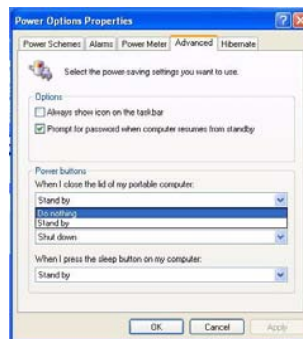 Power Options Properties
Power Schemes Alarms Power Meter Advanced Hibernate
Select the power-saving settings you want to use.
Options
Always show icon on the taskbar
Prompt for password when computer resumes from standby
Power buttons
When I close the lid of my portable computer:
Stand by
Do nothing
Stand by
Shut down
When I press the sleep button on my computer:
Stand by
OK Cancel Apply